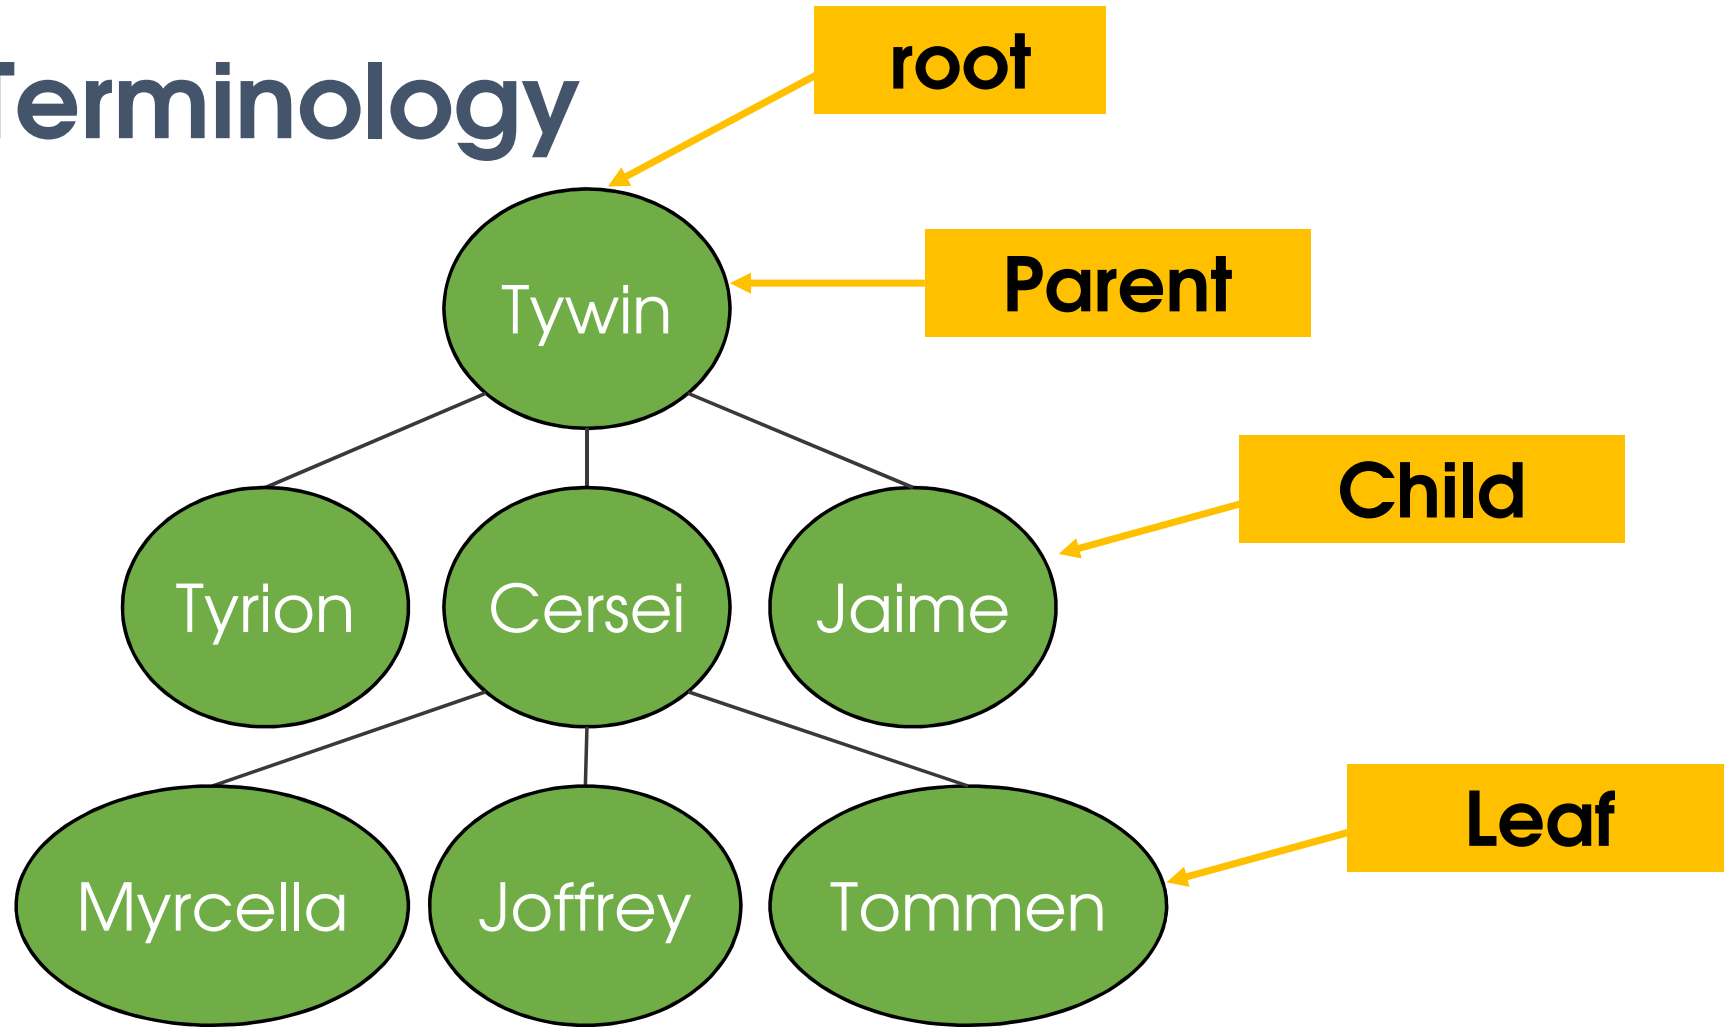 Terminology
root
Parent
Tywin
Child
Tyrion
Cersei
Jaime
Leaf
Myrcella
Joffrey
Tommen